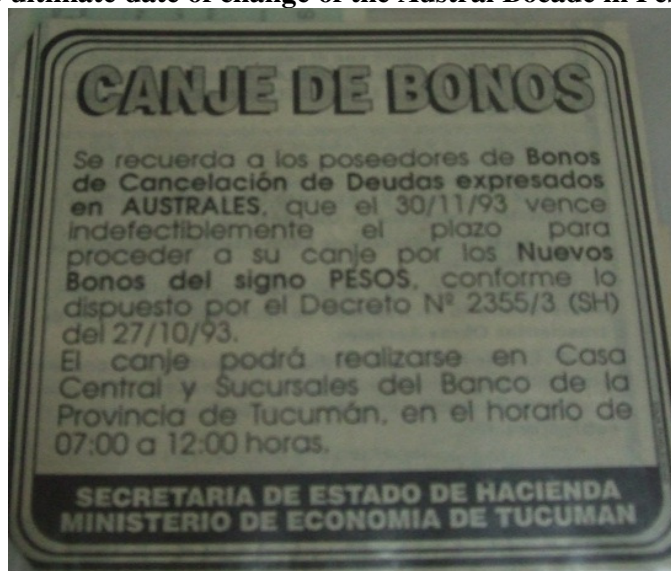 ultimate date of change of the Austral Bocade in
CANJE DE BONOS
Se recuerda a los poseedores de Bonos
de Cancelación de Deudas expresados
en AUSTRALES, que el 30/11/93 vence
indefectiblemente el plazo para
proceder a su canje por los Nuevos
Bonos del signo PESOS, conforme lo
dispuesto por el Decreto Nº 2355/3 (SH)
del 27/10/93.
El canje podrá realizarse en Casa
Central y Sucursales del Banco de la
Provincia de Tucumán, en el horario de
07:00 a 12:00 horas.
SECRETARIA DE ESTADO DE HACIENDA
MINISTERIO DE ECONOMIA DE TUCUMAN